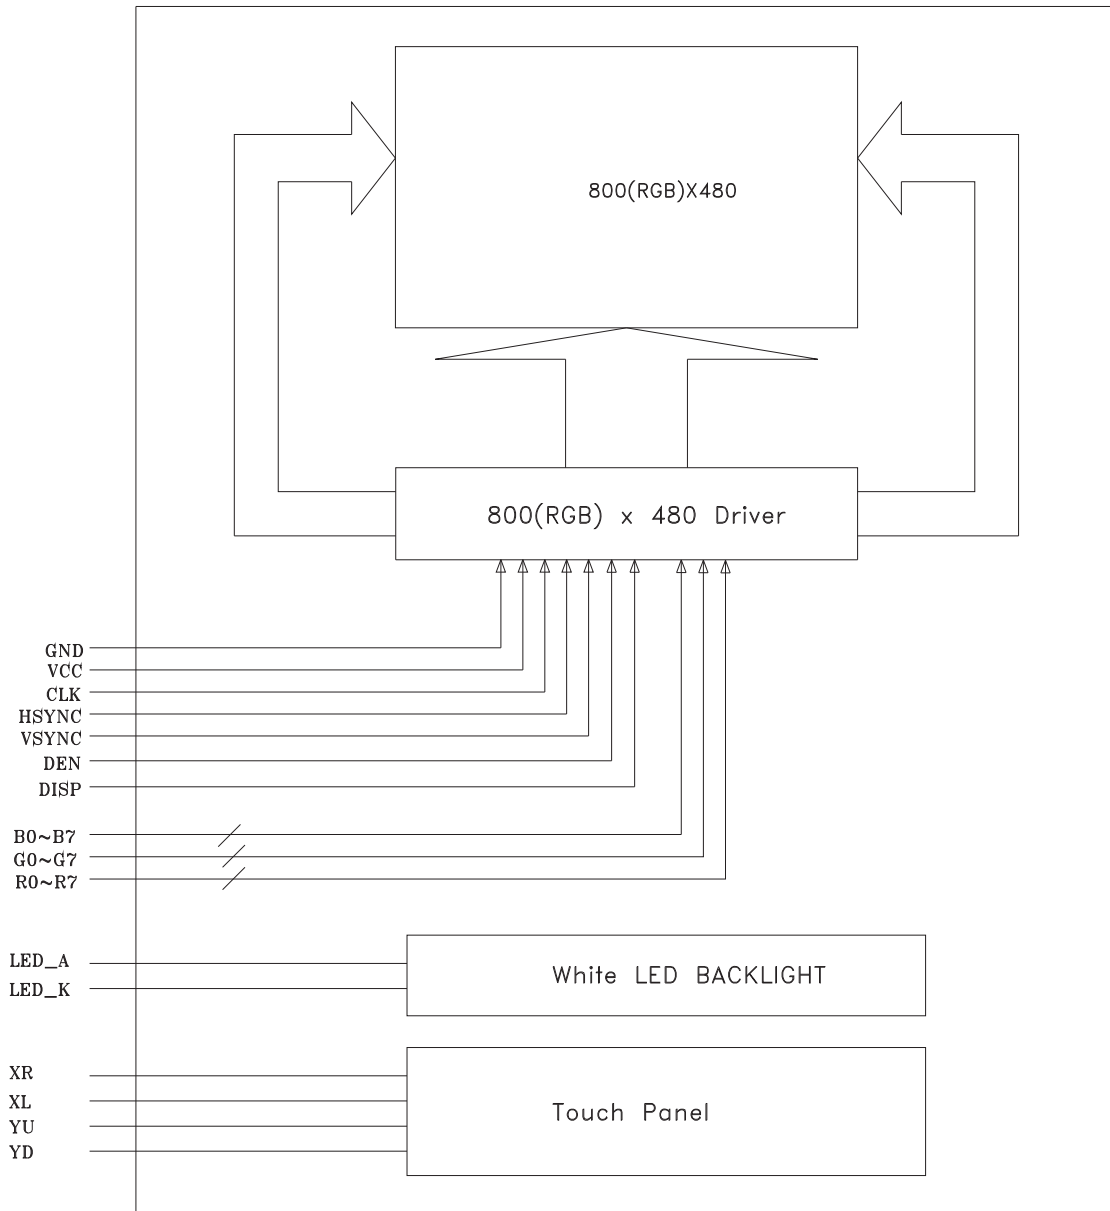 800(RGB)X480
800(RGB) x 480 Driver
GND
VCC
CLK
HSYNC
VSYNC
DEN
DISP
B0~B7
G0~G7
R0~R7
LED_A
LED_K
White LED BACKLIGHT
XR
XL
YU
YD
Touch Panel